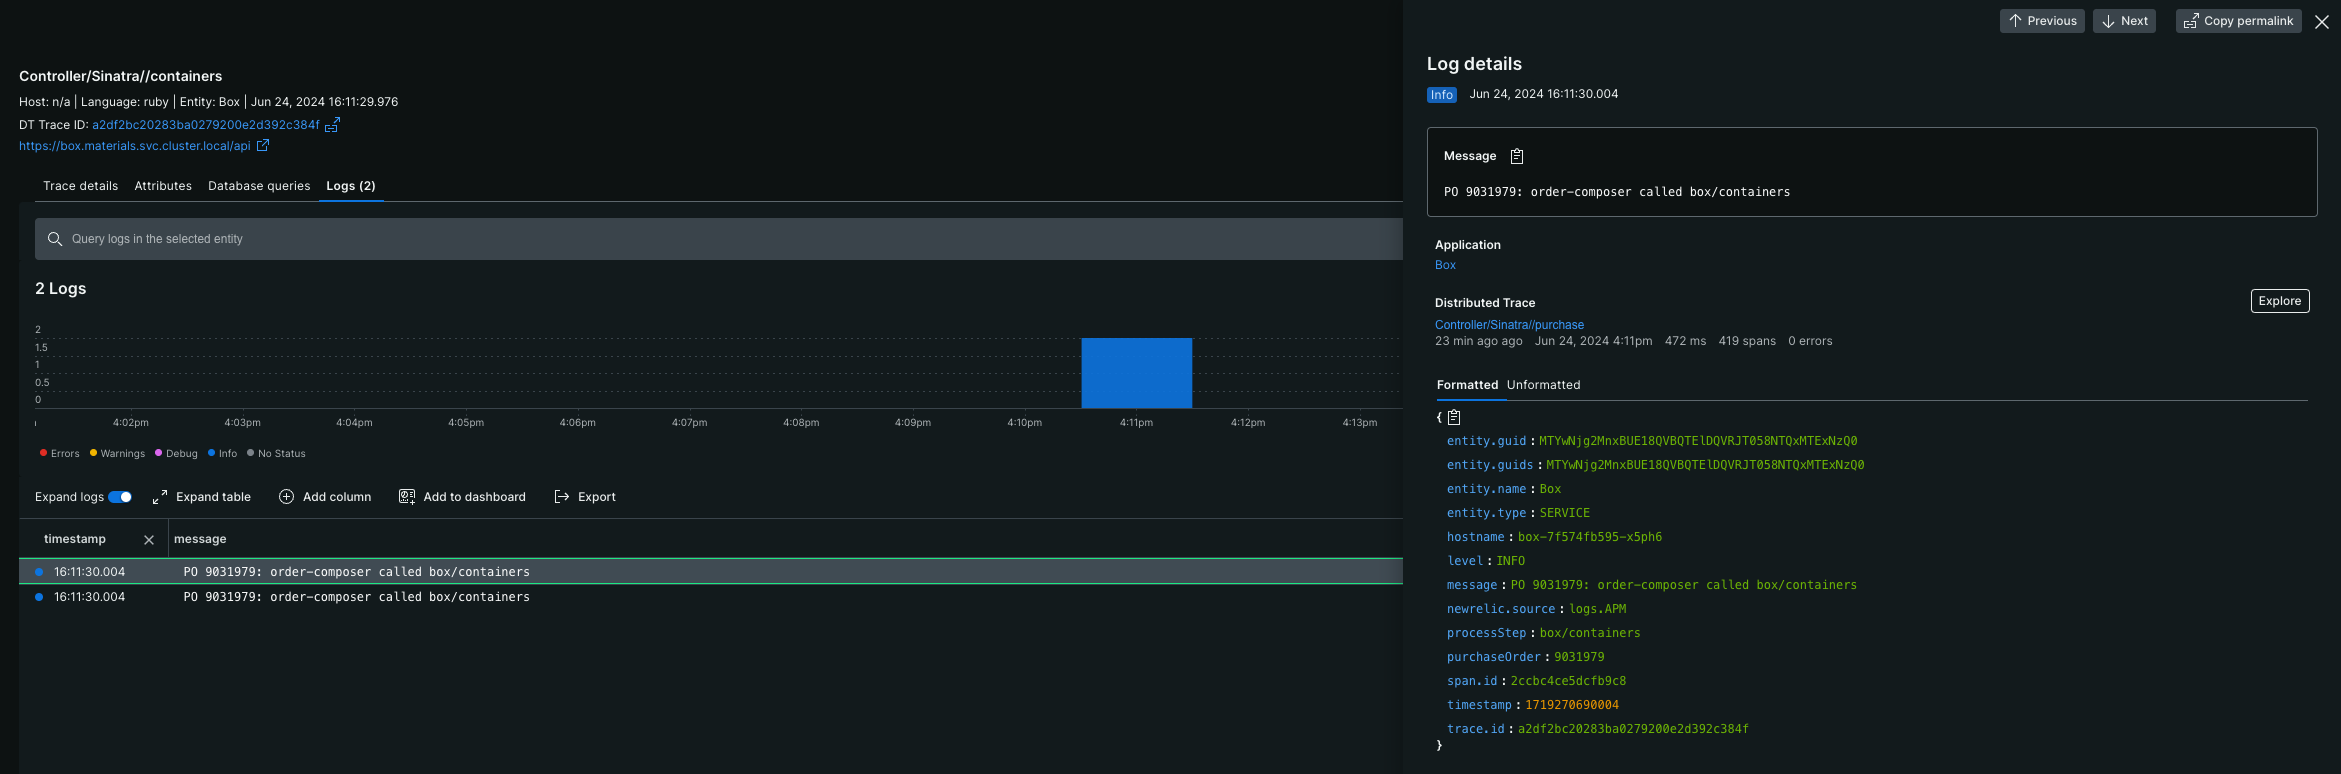 Previous
Next
Copy permalink
Controller/Sinatra//containers
Host: n/a | Language: ruby | Entity: Box | Jun 24, 2024 16:11:29.976
DT Trace ID: a2df2bc20283ba0279200e2d392c384f
https://box.materials.svc.cluster.local/api
Trace details Attributes Database queries Logs (2)
Query logs in the selected entity
2 Logs
2
1.5
1
0.5
0
4:02pm 4:03pm 4:04pm 4:05pm 4:06pm 4:07pm 4:08pm 4:09pm 4:10pm 4:11pm 4:12pm 4:13pm
Errors Warnings Debug Info No Status
Expand logs Expand table Add column Add to dashboard Export
timestamp message
16:11:30.004 PO 9031979: order-composer called box/containers
16:11:30.004 PO 9031979: order-composer called box/containers
Log details
Info Jun 24, 2024 16:11:30.004
Message
PO 9031979: order-composer called box/containers
Application
Box
Distributed Trace
Explore
Controller/Sinatra//purchase
23 min ago ago Jun 24, 2024 4:11pm 472 ms 419 spans 0 errors
Formatted Unformatted
{
entity.guid : MTYwNjg2MnxBUE18QVBQTElDQVRJT058NTQxMTExNzQ0
entity.guids : MTYwNjg2MnxBUE18QVBQTElDQVRJT058NTQxMTExNzQ0
entity.name : Box
entity.type : SERVICE
hostname : box-7f574fb595-x5ph6
level : INFO
message : PO 9031979: order-composer called box/containers
newrelic.source : logs.APM
processStep : box/containers
purchaseOrder : 9031979
span.id : 2ccbc4ce5dcfb9c8
timestamp : 1719270690004
trace.id : a2df2bc20283ba0279200e2d392c384f
}